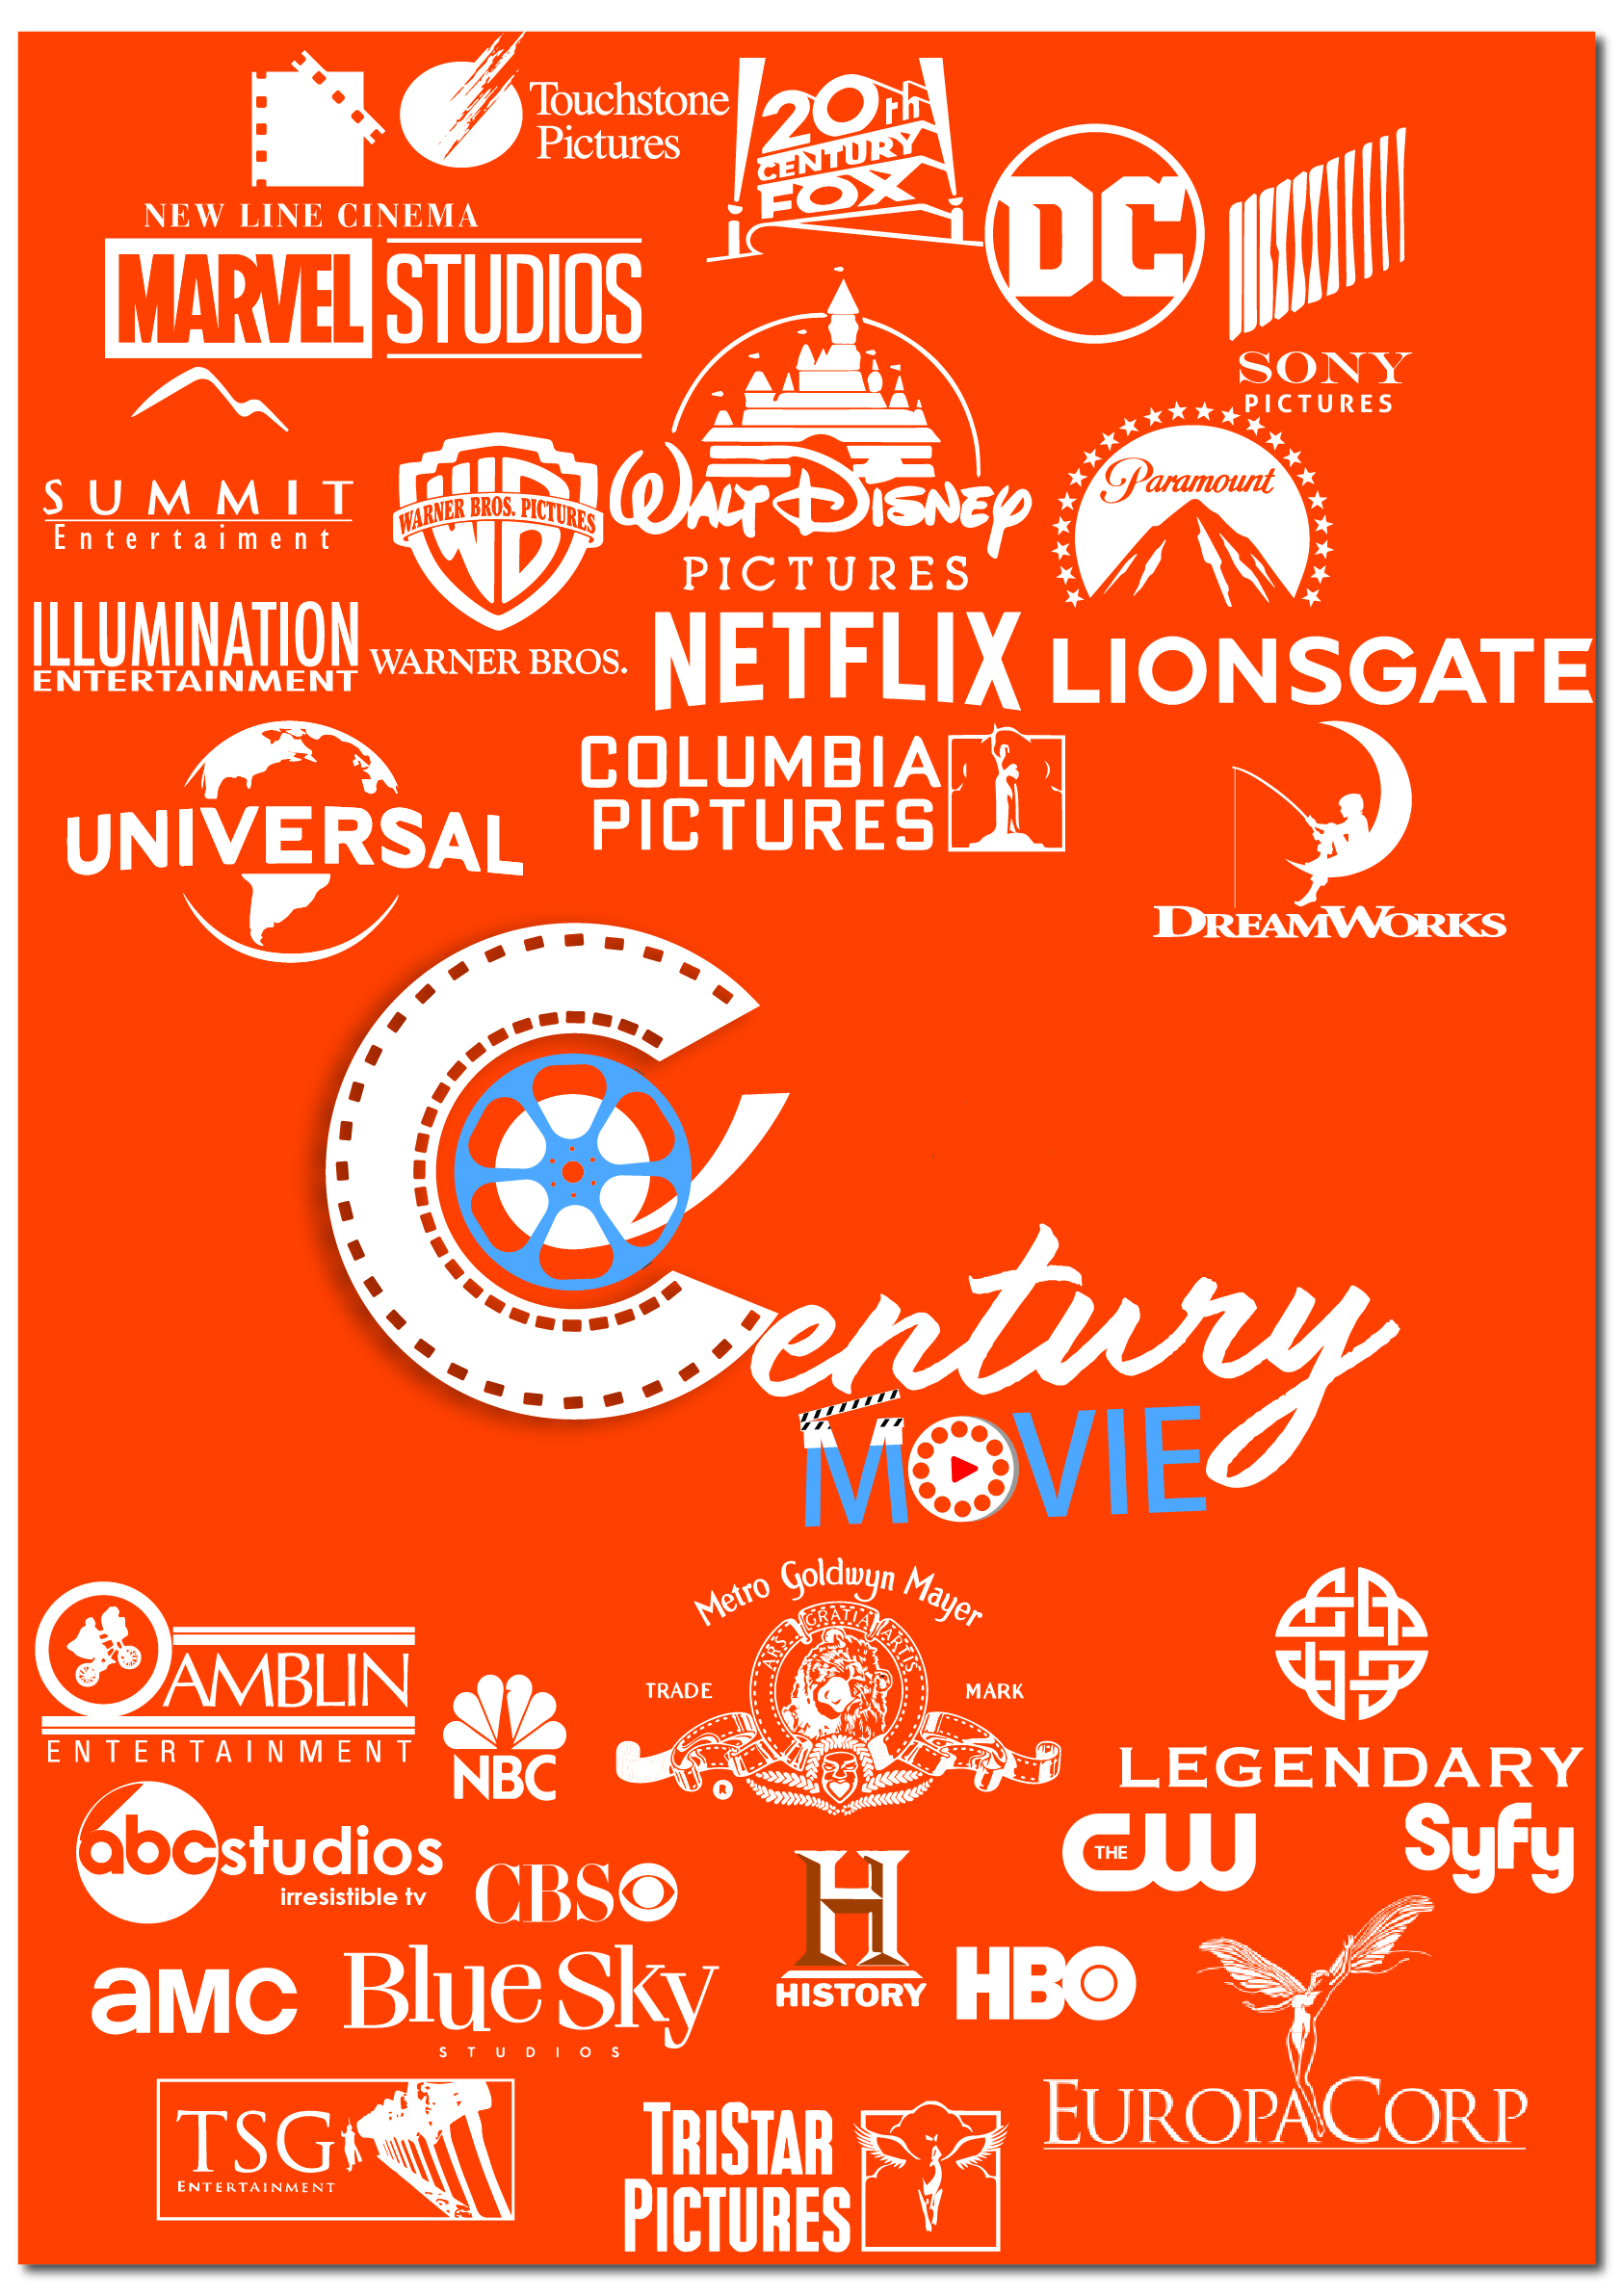 Touchstone
Pictures
20th
CENTURY
FOX
NEW LINE CINEMA
DC
MARVEL STUDIOS
SONY
PICTURES
SUMMIT
Entertaiment
WB
WARNER BROS. PICTURES
WARNER BROS.
WALT DISNEY
PICTURES
Paramount
ILLUMINATION
ENTERTAINMENT
NETFLIX
LIONSGATE
UNIVERSAL
COLUMBIA
PICTURES
DREAMWORKS
Century
MOVIE
AMBLIN
ENTERTAINMENT
NBC
Metro Goldwyn Mayer
ARS GRATIA ARTIS
TRADE MARK
®
LEGENDARY
abc studios
irresistible tv
CBS
H
HISTORY
THE CW
Syfy
aMC
BLUE SKY
STUDIOS
HBO
EUROPACORP
TSG
ENTERTAINMENT
TRISTAR
PICTURES